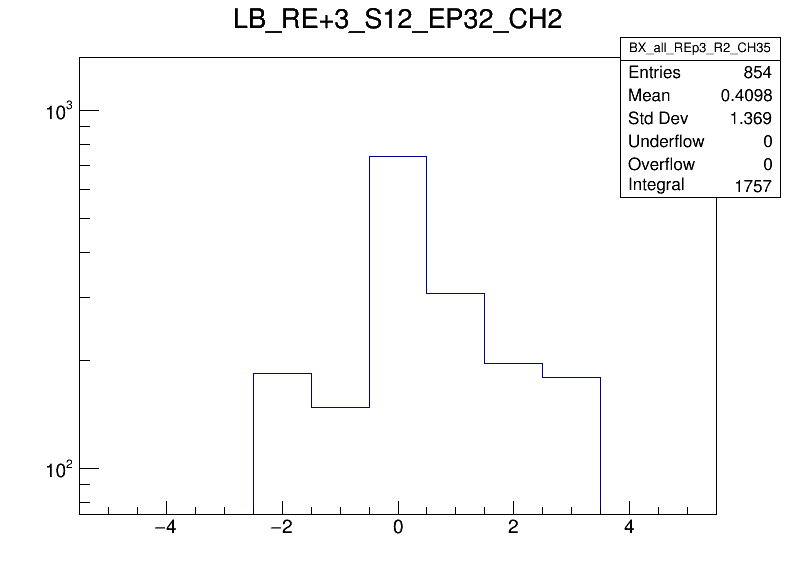 LB_RE+3_S12_EP32_CH2
BX_all_REp3_R2_CH35
Entries 854
Mean 0.4098
Std Dev 1.369
Underflow 0
Overflow 0
Integral 1757
10³
10²
−4 −2 0 2 4